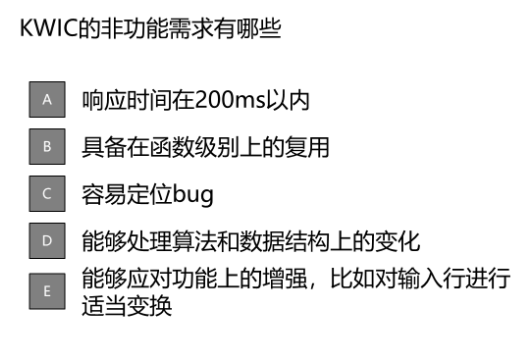 KWIC的非功能需求有哪些
A 响应时间在200ms以内
B 具备在函数级别上的复用
C 容易定位bug
D 能够处理算法和数据结构上的变化
E 能够应对功能上的增强，比如对输入行进行
适当变换